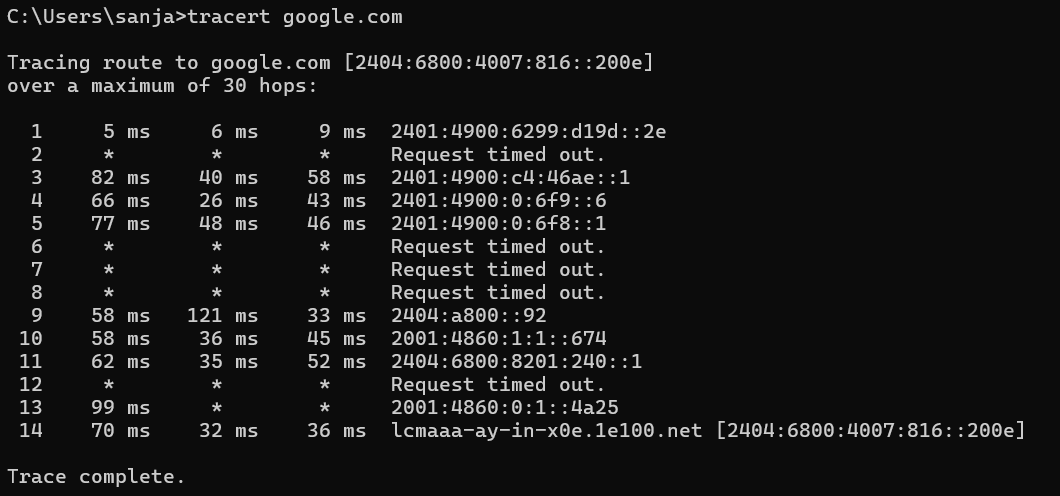 C:\Users\sanja>tracert google.com
Tracing route to google.com [2404:6800:4007:816::200e]
over a maximum of 30 hops:
1 5 ms 6 ms 9 ms 2401:4900:6299:d19d::2e
2 * * * Request timed out.
3 82 ms 40 ms 58 ms 2401:4900:c4:46ae::1
4 66 ms 26 ms 43 ms 2401:4900:0:6f9::6
5 77 ms 48 ms 46 ms 2401:4900:0:6f8::1
6 * * * Request timed out.
7 * * * Request timed out.
8 * * * Request timed out.
9 58 ms 121 ms 33 ms 2404:a800::92
10 58 ms 36 ms 45 ms 2001:4860:1:1::674
11 62 ms 35 ms 52 ms 2404:6800:8201:240::1
12 * * * Request timed out.
13 99 ms * * 2001:4860:0:1::4a25
14 70 ms 32 ms 36 ms lcmaaa-ay-in-x0e.1e100.net [2404:6800:4007:816::200e]
Trace complete.